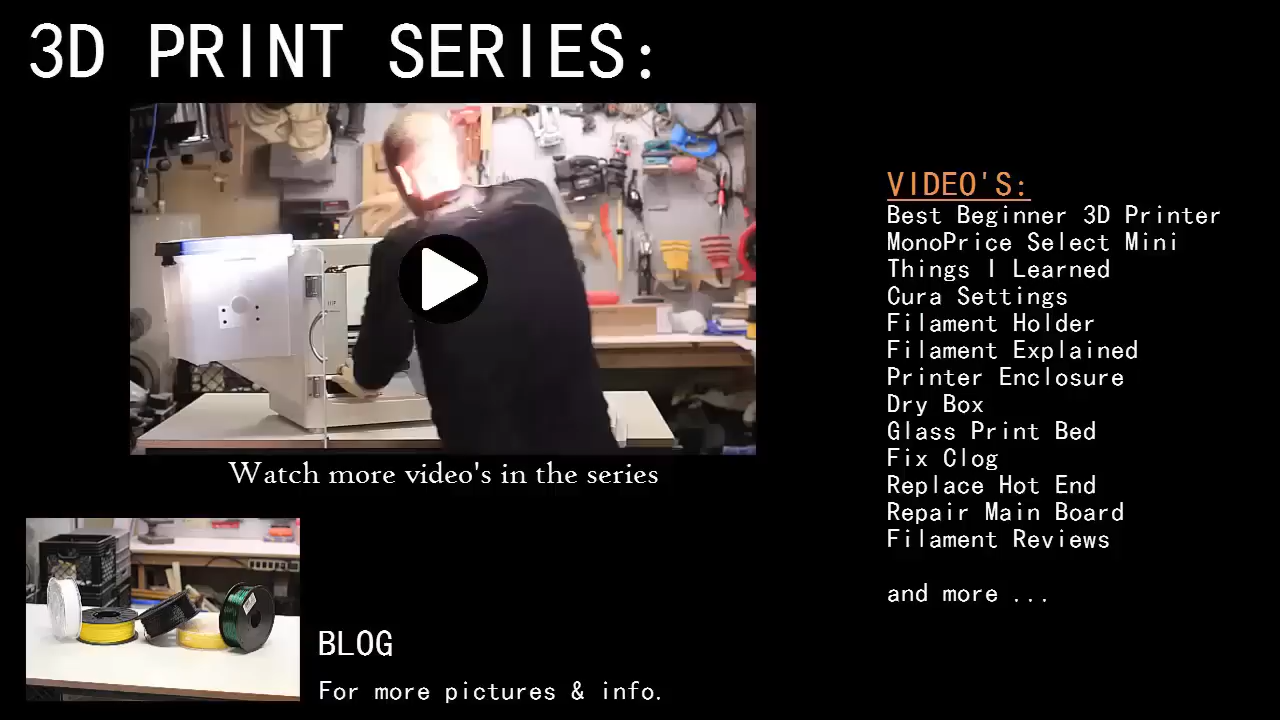 3D PRINT SERIES:
Watch more video's in the series
BLOG
For more pictures & info.
VIDEO'S:
Best Beginner 3D Printer
MonoPrice Select Mini
Things I Learned
Cura Settings
Filament Holder
Filament Explained
Printer Enclosure
Dry Box
Glass Print Bed
Fix Clog
Replace Hot End
Repair Main Board
Filament Reviews
and more ...